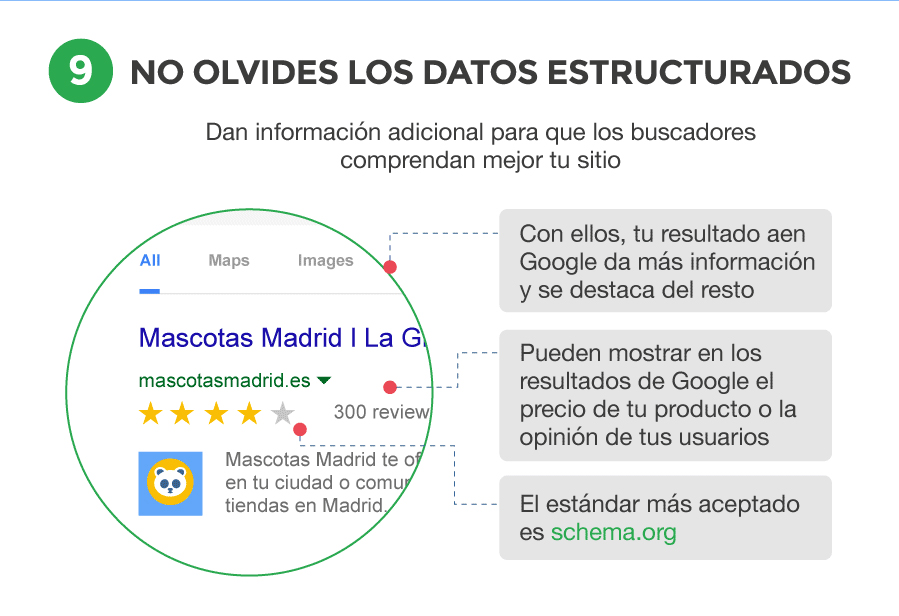 9 NO OLVIDES LOS DATOS ESTRUCTURADOS
Dan información adicional para que los buscadores
comprendan mejor tu sitio
All Maps Images
Mascotas Madrid I La G
mascotasmadrid.es
300 review
Mascotas Madrid te of
en tu ciudad o comun
tiendas en Madrid.
Con ellos, tu resultado aen
Google da más información
y se destaca del resto
Pueden mostrar en los
resultados de Google el
precio de tu producto o la
opinión de tus usuarios
El estándar más aceptado
es schema.org